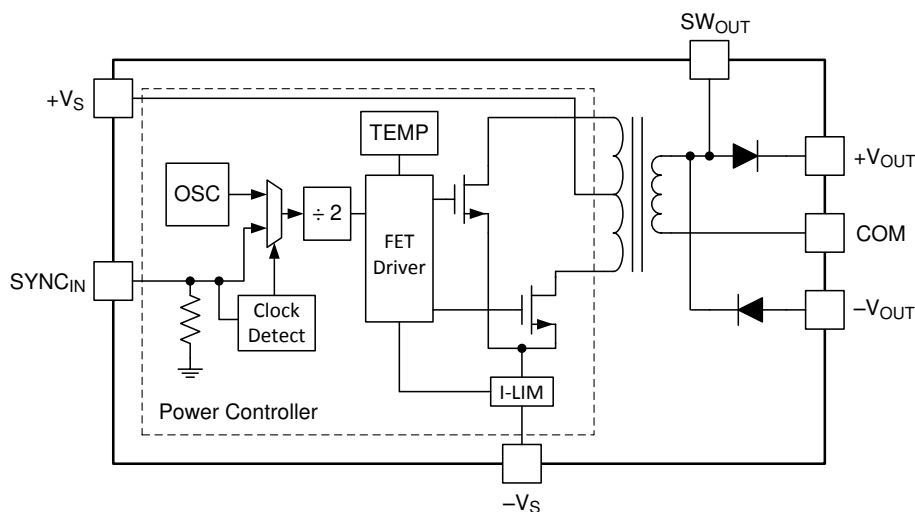 SW_OUT
+V_S
TEMP
+V_OUT
OSC
÷ 2
FET
Driver
COM
SYNC_IN
Clock
Detect
–V_OUT
I-LIM
Power Controller
–V_S